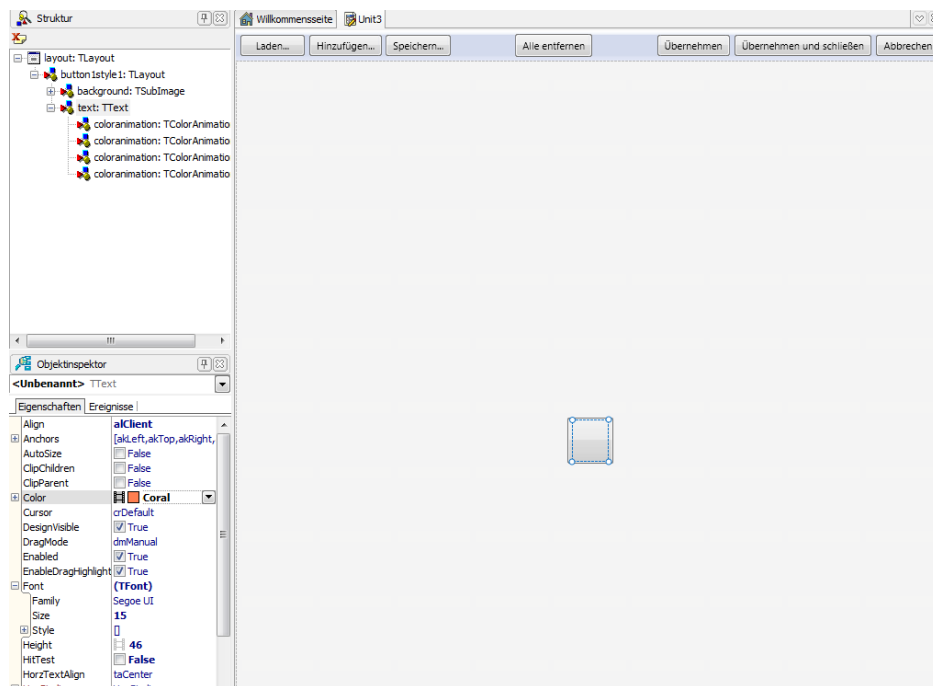 Struktur
Willkommensseite
Unit3
Laden...
Hinzufügen...
Speichern...
Alle entfernen
Übernehmen
Übernehmen und schließen
Abbrechen
layout: TLayout
button1style1: TLayout
background: TSubImage
text: TText
coloranimation: TColorAnimatio
coloranimation: TColorAnimatio
coloranimation: TColorAnimatio
coloranimation: TColorAnimatio
Objektinspektor
<Unbenannt> TText
Eigenschaften Ereignisse
Align alClient
Anchors [akLeft,akTop,akRight,
AutoSize False
ClipChildren False
ClipParent False
Color Coral
Cursor crDefault
DesignVisible True
DragMode dmManual
Enabled True
EnableDragHighlight True
Font (TFont)
Family Segoe UI
Size 15
Style []
Height 46
HitTest False
HorzTextAlign taCenter